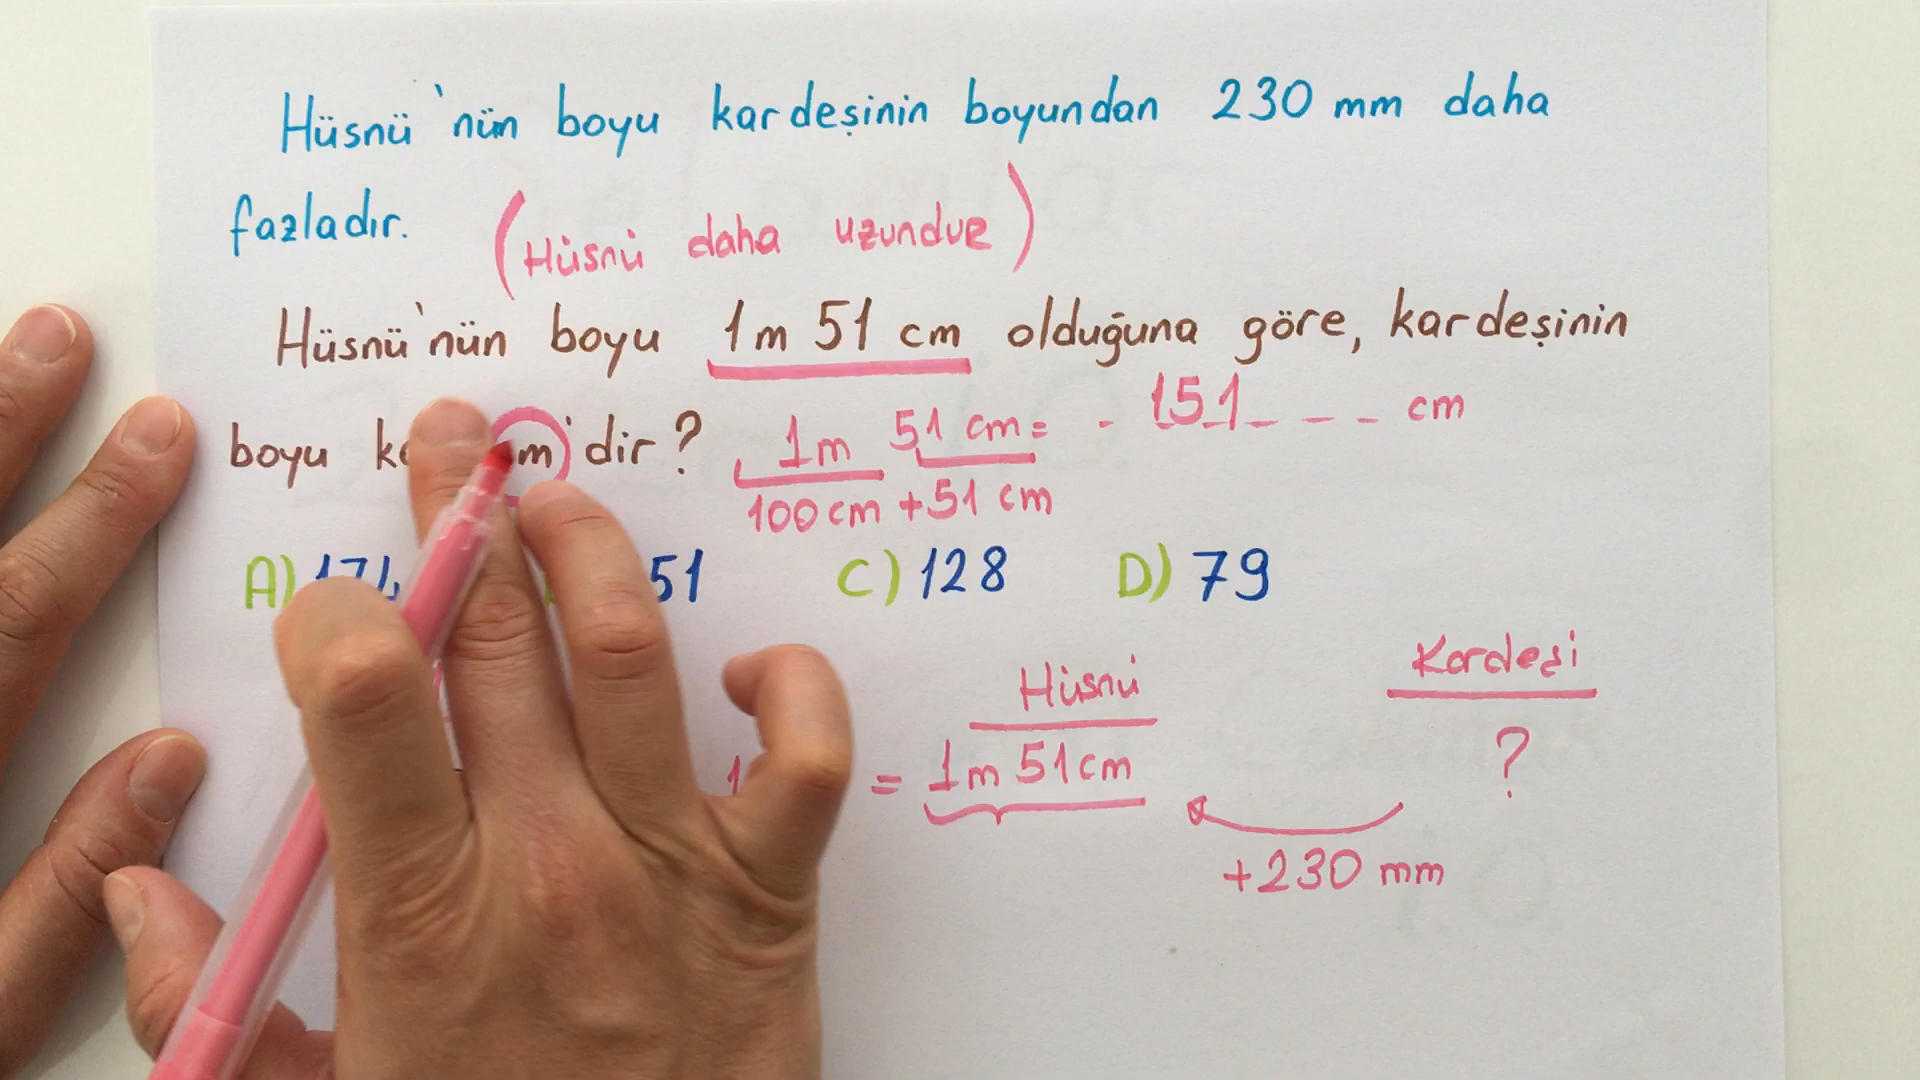 Hüsnü'nün boyu kardeşinin boyundan 230 mm daha
fazladır. (Hüsnü daha uzundur)
Hüsnü'nün boyu 1m 51 cm olduğuna göre, kardeşinin
boyu m'dir? 1m 51 cm = - 151 - - - cm
100 cm + 51 cm
A) 51 C) 128 D) 79
Hüsnü Kardeşi
= 1m 51cm ?
+230 mm